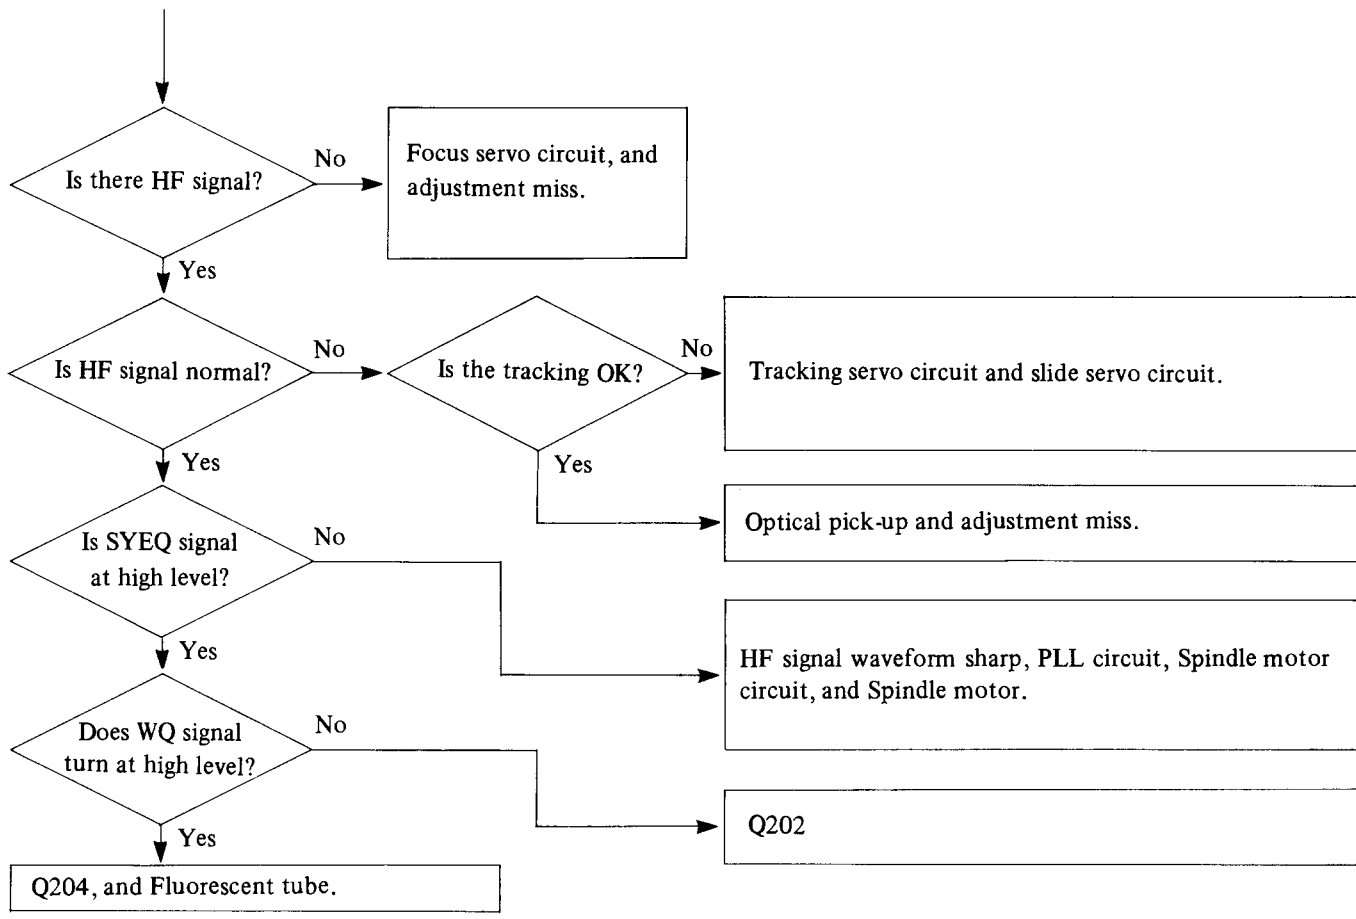 Is there HF signal?
No
Focus servo circuit, and
adjustment miss.
Yes
Is HF signal normal?
No
Is the tracking OK?
No
Tracking servo circuit and slide servo circuit.
Yes
Yes
Optical pick-up and adjustment miss.
Is SYEQ signal
at high level?
No
HF signal waveform sharp, PLL circuit, Spindle motor
circuit, and Spindle motor.
Yes
Does WQ signal
turn at high level?
No
Q202
Yes
Q204, and Fluorescent tube.